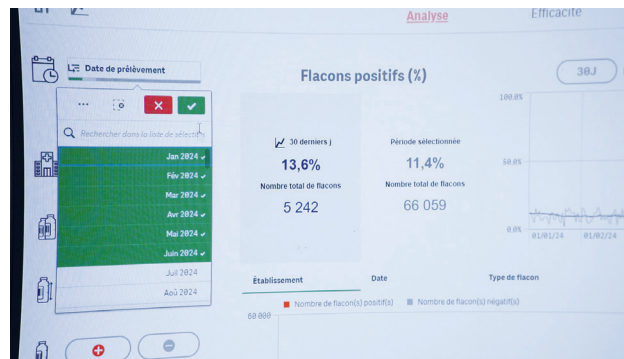 Analyse
Efficacité
Date de prélèvement
Flacons positifs (%)
30J
Rechercher dans la liste de sélecti
Jan 2024
Fév 2024
Mar 2024
Avr 2024
Mai 2024
Juin 2024
Juil 2024
Aoû 2024
30 derniers j
13,6%
Nombre total de flacons
5 242
Période sélectionnée
11,4%
Nombre total de flacons
66 059
100,0%
50,0%
0,0%
01/01/24
01/02/24
Établissement
Date
Type de flacon
Nombre de flacon(s) positif(s)
Nombre de flacon(s) négatif(s)
60 000